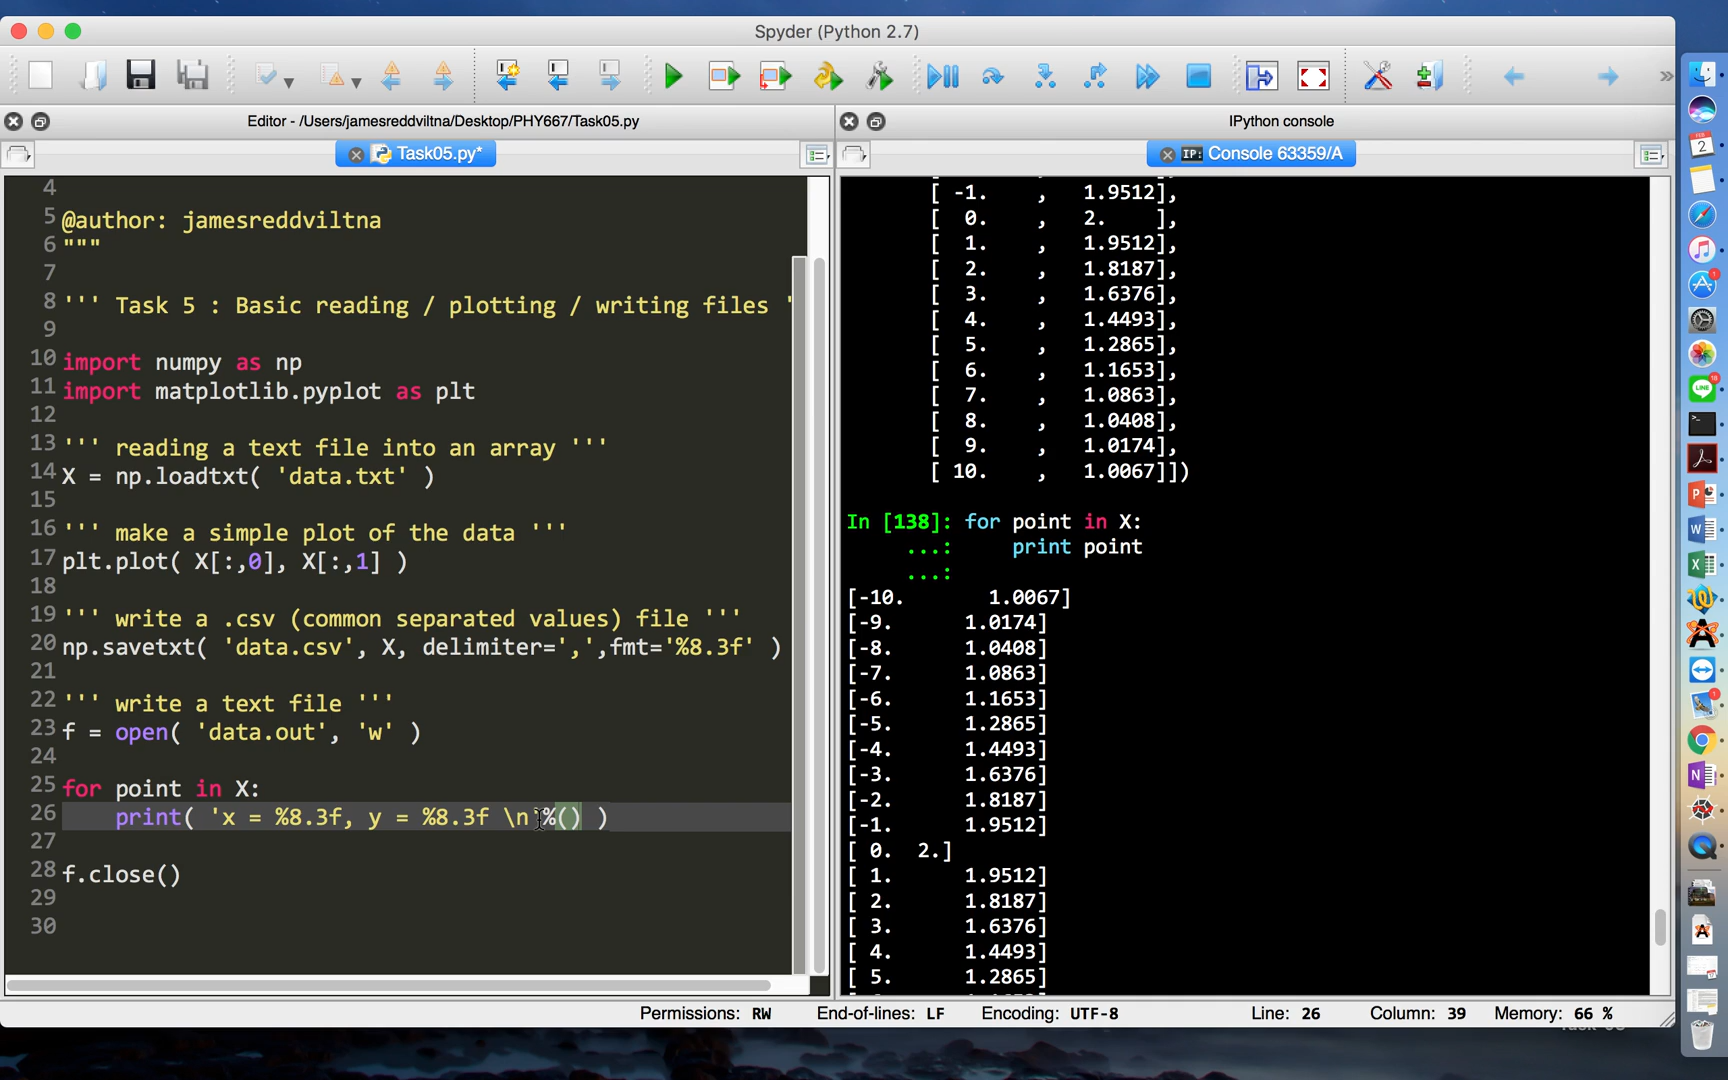 Spyder (Python 2.7)
Editor - /Users/jamesreddviltna/Desktop/PHY667/Task05.py
Task05.py*
4
5 @author: jamesreddviltna
6 """
7
8 ''' Task 5 : Basic reading / plotting / writing files '
9
10 import numpy as np
11 import matplotlib.pyplot as plt
12
13 ''' reading a text file into an array '''
14 X = np.loadtxt( 'data.txt' )
15
16 ''' make a simple plot of the data '''
17 plt.plot( X[:,0], X[:,1] )
18
19 ''' write a .csv (common separated values) file '''
20 np.savetxt( 'data.csv', X, delimiter=',',fmt='%8.3f' )
21
22 ''' write a text file '''
23 f = open( 'data.out', 'w' )
24
25 for point in X:
26 print( 'x = %8.3f, y = %8.3f \n'%() )
27
28 f.close()
29
30
IPython console
IP: Console 63359/A
[ -1. , 1.9512],
[ 0. , 2. ],
[ 1. , 1.9512],
[ 2. , 1.8187],
[ 3. , 1.6376],
[ 4. , 1.4493],
[ 5. , 1.2865],
[ 6. , 1.1653],
[ 7. , 1.0863],
[ 8. , 1.0408],
[ 9. , 1.0174],
[ 10. , 1.0067]])
In [138]: for point in X:
...: print point
...:
[-10. 1.0067]
[-9. 1.0174]
[-8. 1.0408]
[-7. 1.0863]
[-6. 1.1653]
[-5. 1.2865]
[-4. 1.4493]
[-3. 1.6376]
[-2. 1.8187]
[-1. 1.9512]
[ 0. 2.]
[ 1. 1.9512]
[ 2. 1.8187]
[ 3. 1.6376]
[ 4. 1.4493]
[ 5. 1.2865]
Permissions: RW End-of-lines: LF Encoding: UTF-8 Line: 26 Column: 39 Memory: 66 %